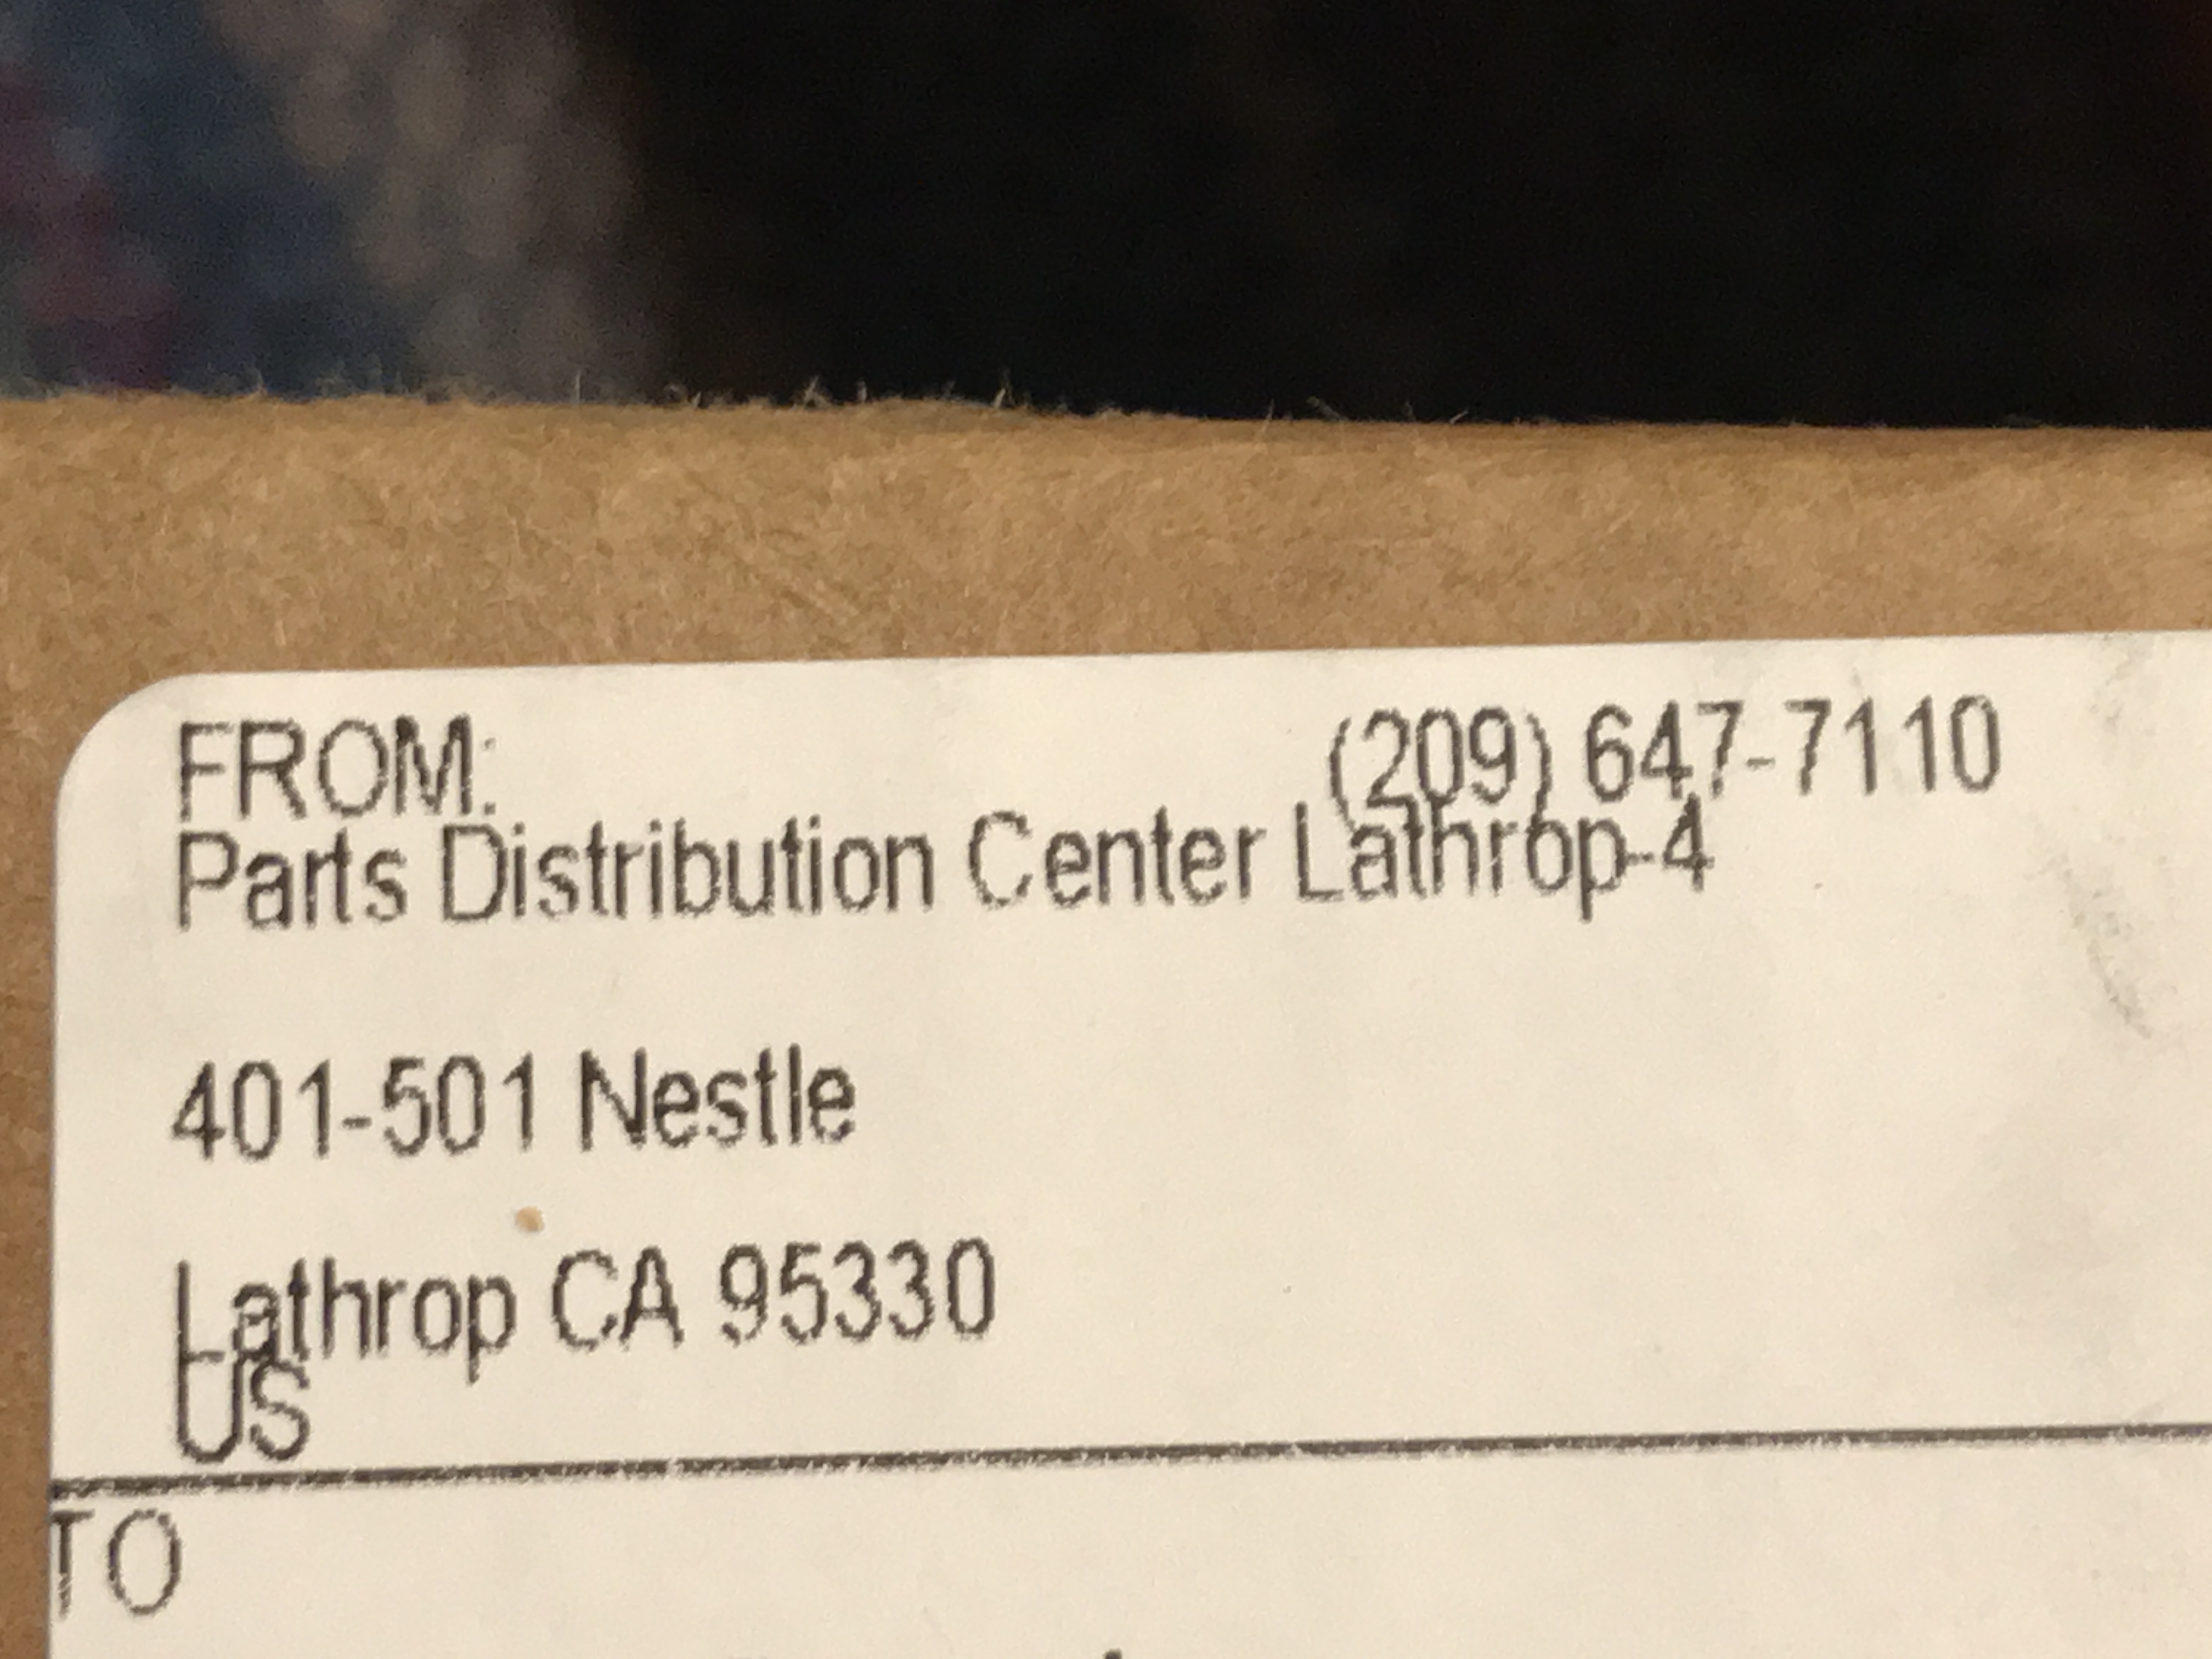 FROM: (209) 647-7110
Parts Distribution Center Lathrop-4
401-501 Nestle
Lathrop CA 95330
US
TO